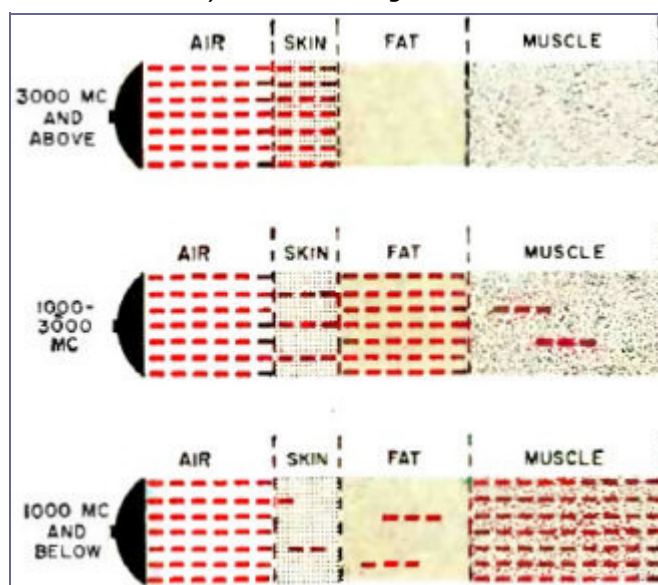 AIR SKIN FAT MUSCLE
3000 MC
AND
ABOVE
AIR SKIN FAT MUSCLE
1000-
3000
MC
AIR SKIN FAT MUSCLE
1000 MC
AND
BELOW